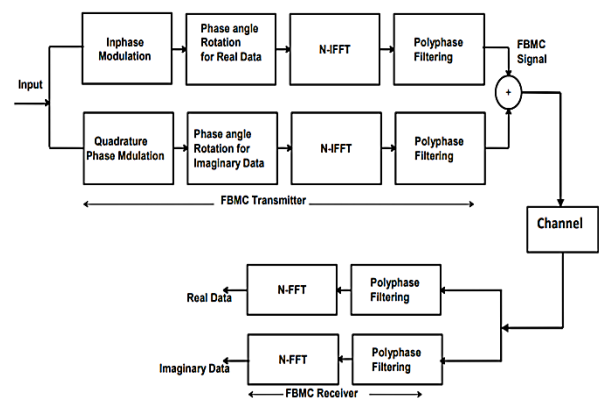 Input
Inphase
Modulation
Phase angle
Rotation
for Real Data
N-IFFT
Polyphase
Filtering
FBMC
Signal
+
Quadrature
Phase Mdulation
Phase angle
Rotation for
Imaginary Data
N-IFFT
Polyphase
Filtering
FBMC Transmitter
Channel
Real Data
N-FFT
Polyphase
Filtering
Imaginary Data
N-FFT
Polyphase
Filtering
FBMC Receiver